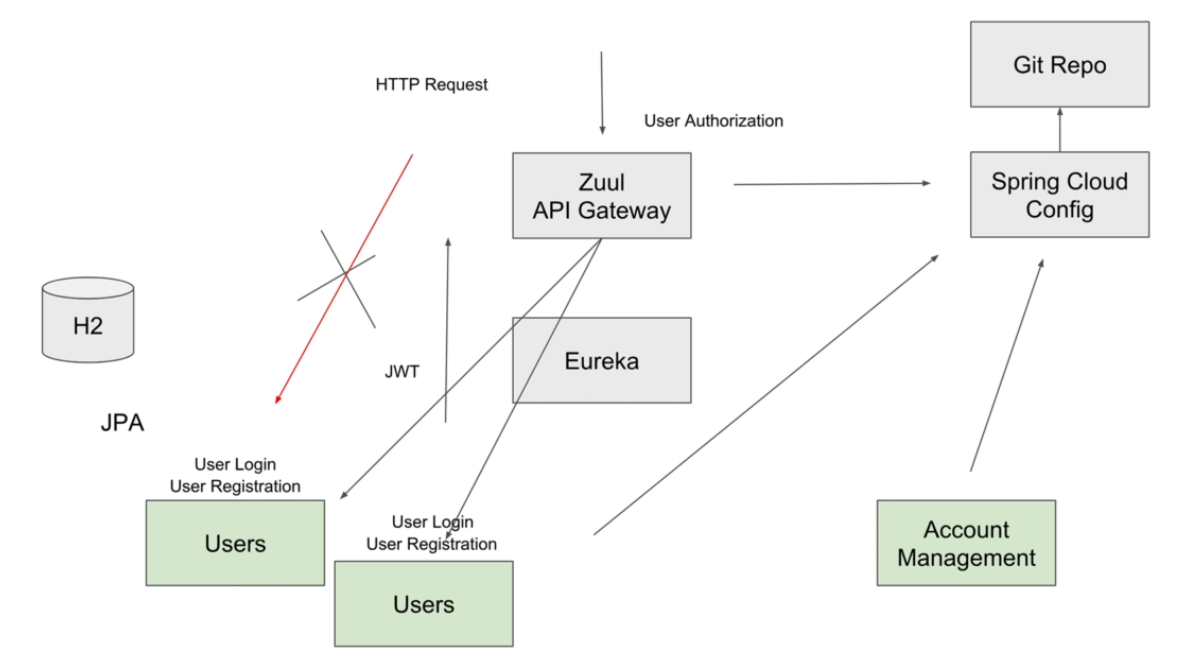 Git Repo
HTTP Request
User Authorization
Zuul
API Gateway
Spring Cloud
Config
H2
Eureka
JWT
JPA
User Login
User Registration
Users
User Login
User Registration
Users
Account
Management